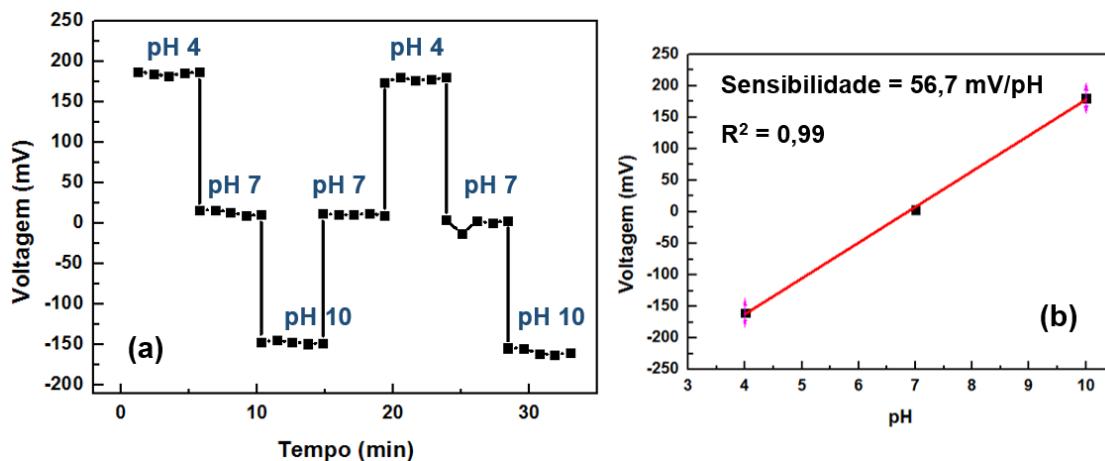 250
200
150
100
50
0
-50
-100
-150
-200
Voltagem (mV)
pH 4
pH 4
pH 7
pH 7
pH 7
pH 10
pH 10
(a)
0
10
20
30
Tempo (min)
250
200
150
100
50
0
-50
-100
-150
-200
-250
Voltagem (mV)
Sensibilidade = 56,7 mV/pH
R² = 0,99
(b)
3
4
5
6
7
8
9
10
pH